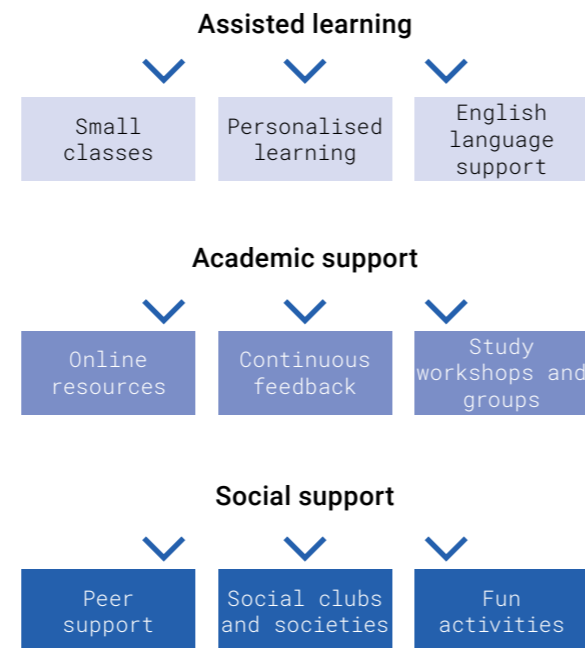 Assisted learning
Small
classes
Personalised
learning
English
language
support
Academic support
Online
resources
Continuous
feedback
Study
workshops and
groups
Social support
Peer
support
Social clubs
and societies
Fun
activities